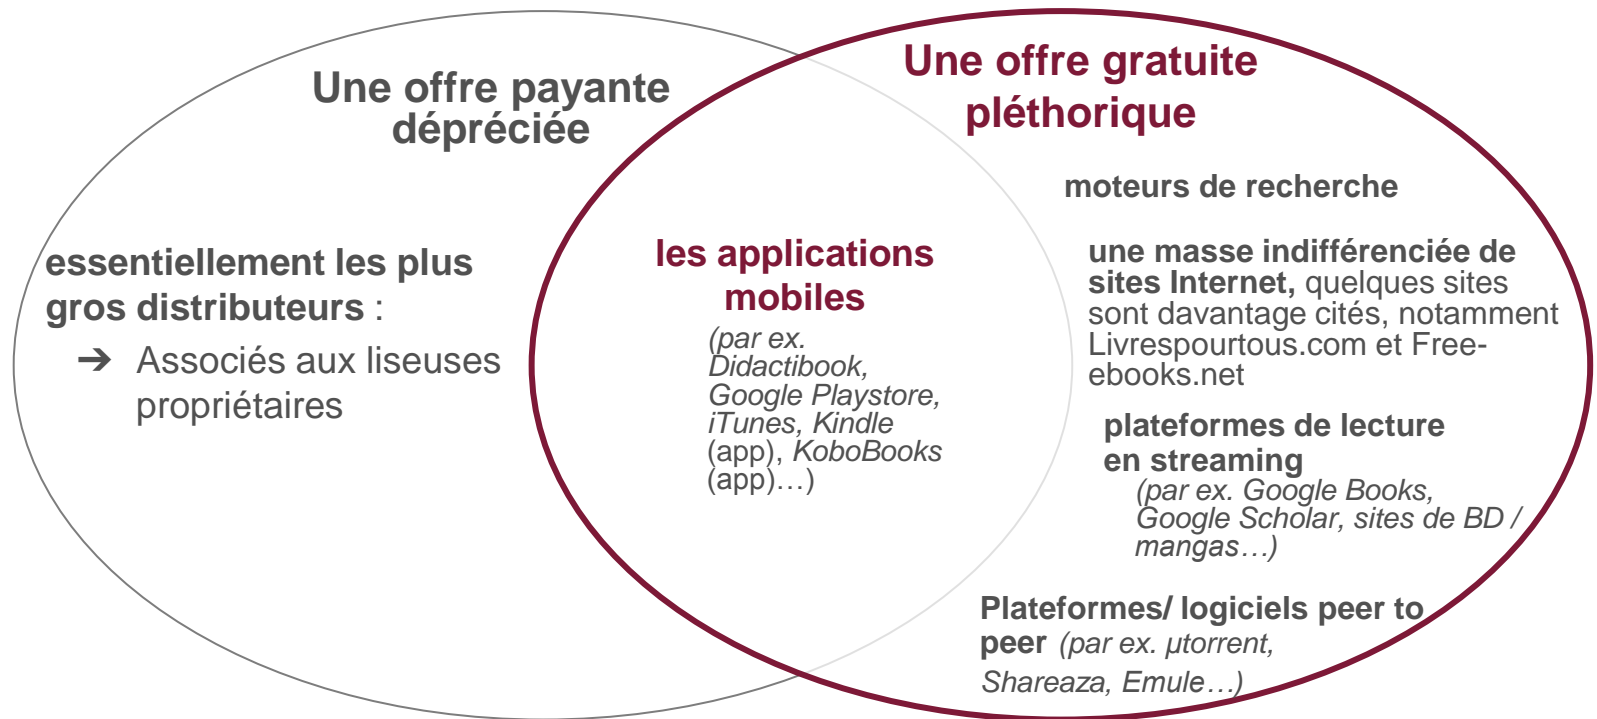 Une offre payante
dépréciée
essentiellement les plus
gros distributeurs :
➔ Associés aux liseuses
propriétaires
les applications
mobiles
(par ex.
Didactibook,
Google Playstore,
iTunes, Kindle
(app), KoboBooks
(app)…)
Une offre gratuite
pléthorique
moteurs de recherche
une masse indifférenciée de
sites Internet, quelques sites
sont davantage cités, notamment
Livrespourtous.com et Free-
ebooks.net
plateformes de lecture
en streaming
(par ex. Google Books,
Google Scholar, sites de BD /
mangas…)
Plateformes/ logiciels peer to
peer (par ex. µtorrent,
Shareaza, Emule…)